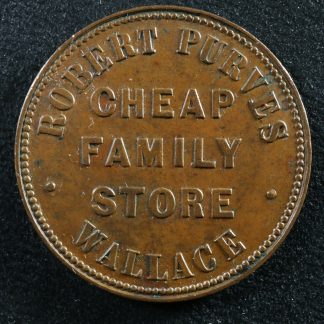 ROBERT PURVES
CHEAP
FAMILY
STORE
WALLACE